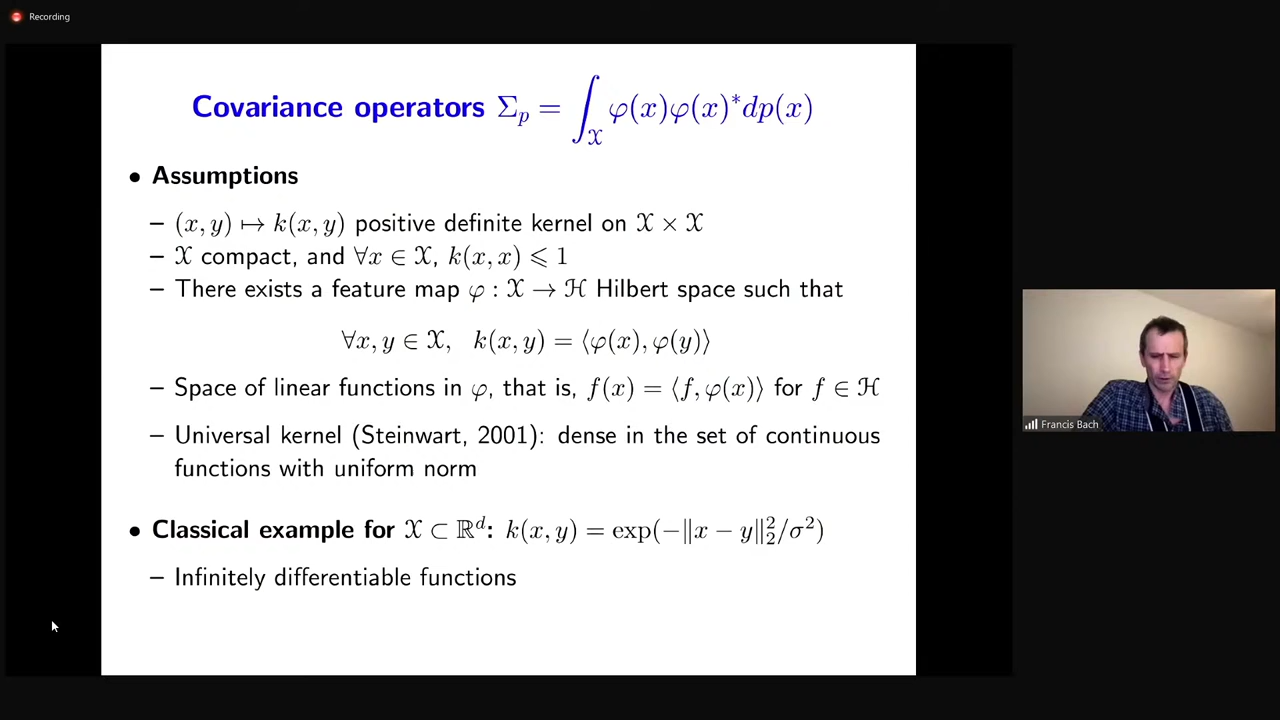 Recording
Covariance operators Σ_p = ∫_𝒳 φ(x)φ(x)*dp(x)
• Assumptions
– (x, y) ↦ k(x, y) positive definite kernel on 𝒳 × 𝒳
– 𝒳 compact, and ∀x ∈ 𝒳, k(x, x) ⩽ 1
– There exists a feature map φ : 𝒳 → ℋ Hilbert space such that
∀x, y ∈ 𝒳, k(x, y) = ⟨φ(x), φ(y)⟩
– Space of linear functions in φ, that is, f(x) = ⟨f, φ(x)⟩ for f ∈ ℋ
– Universal kernel (Steinwart, 2001): dense in the set of continuous
functions with uniform norm
• Classical example for 𝒳 ⊂ ℝ^d: k(x, y) = exp(−‖x − y‖₂²/σ²)
– Infinitely differentiable functions
Francis Bach